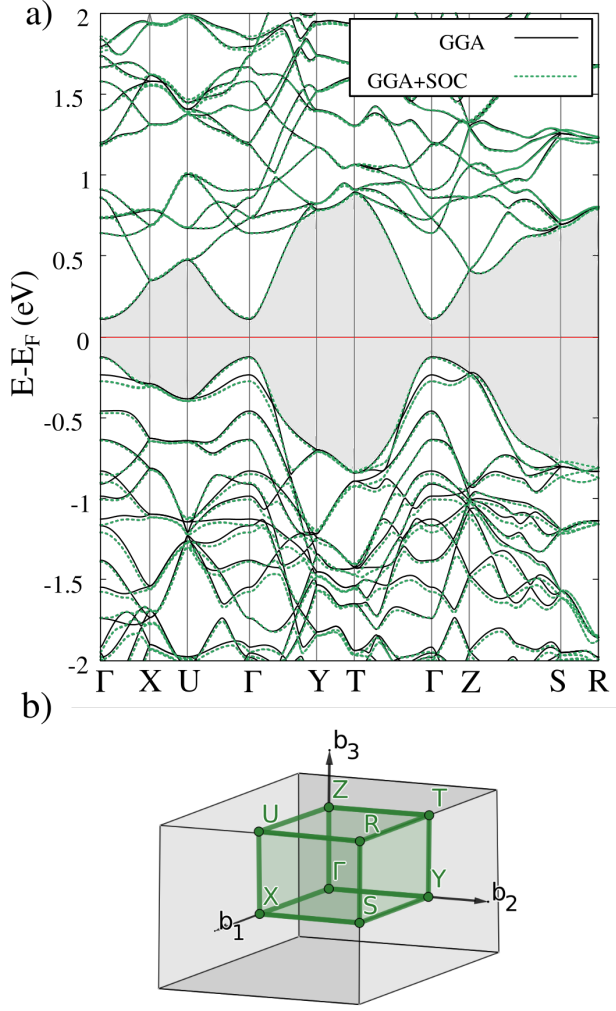 a)
GGA
GGA+SOC
E-E_F (eV)
2
1.5
1
0.5
0
-0.5
-1
-1.5
-2
Γ X U Γ Y T Γ Z S R
b)
b₃
Z
T
U
R
Γ
Y
X
S
b₂
b₁